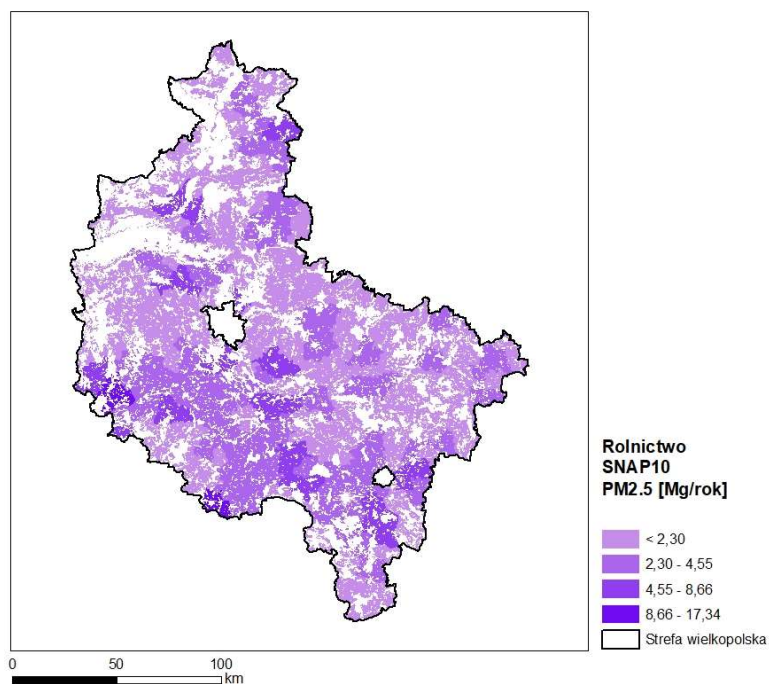 Rolnictwo
SNAP10
PM2.5 [Mg/rok]
< 2,30
2,30 - 4,55
4,55 - 8,66
8,66 - 17,34
Strefa wielkopolska
0 50 100
km